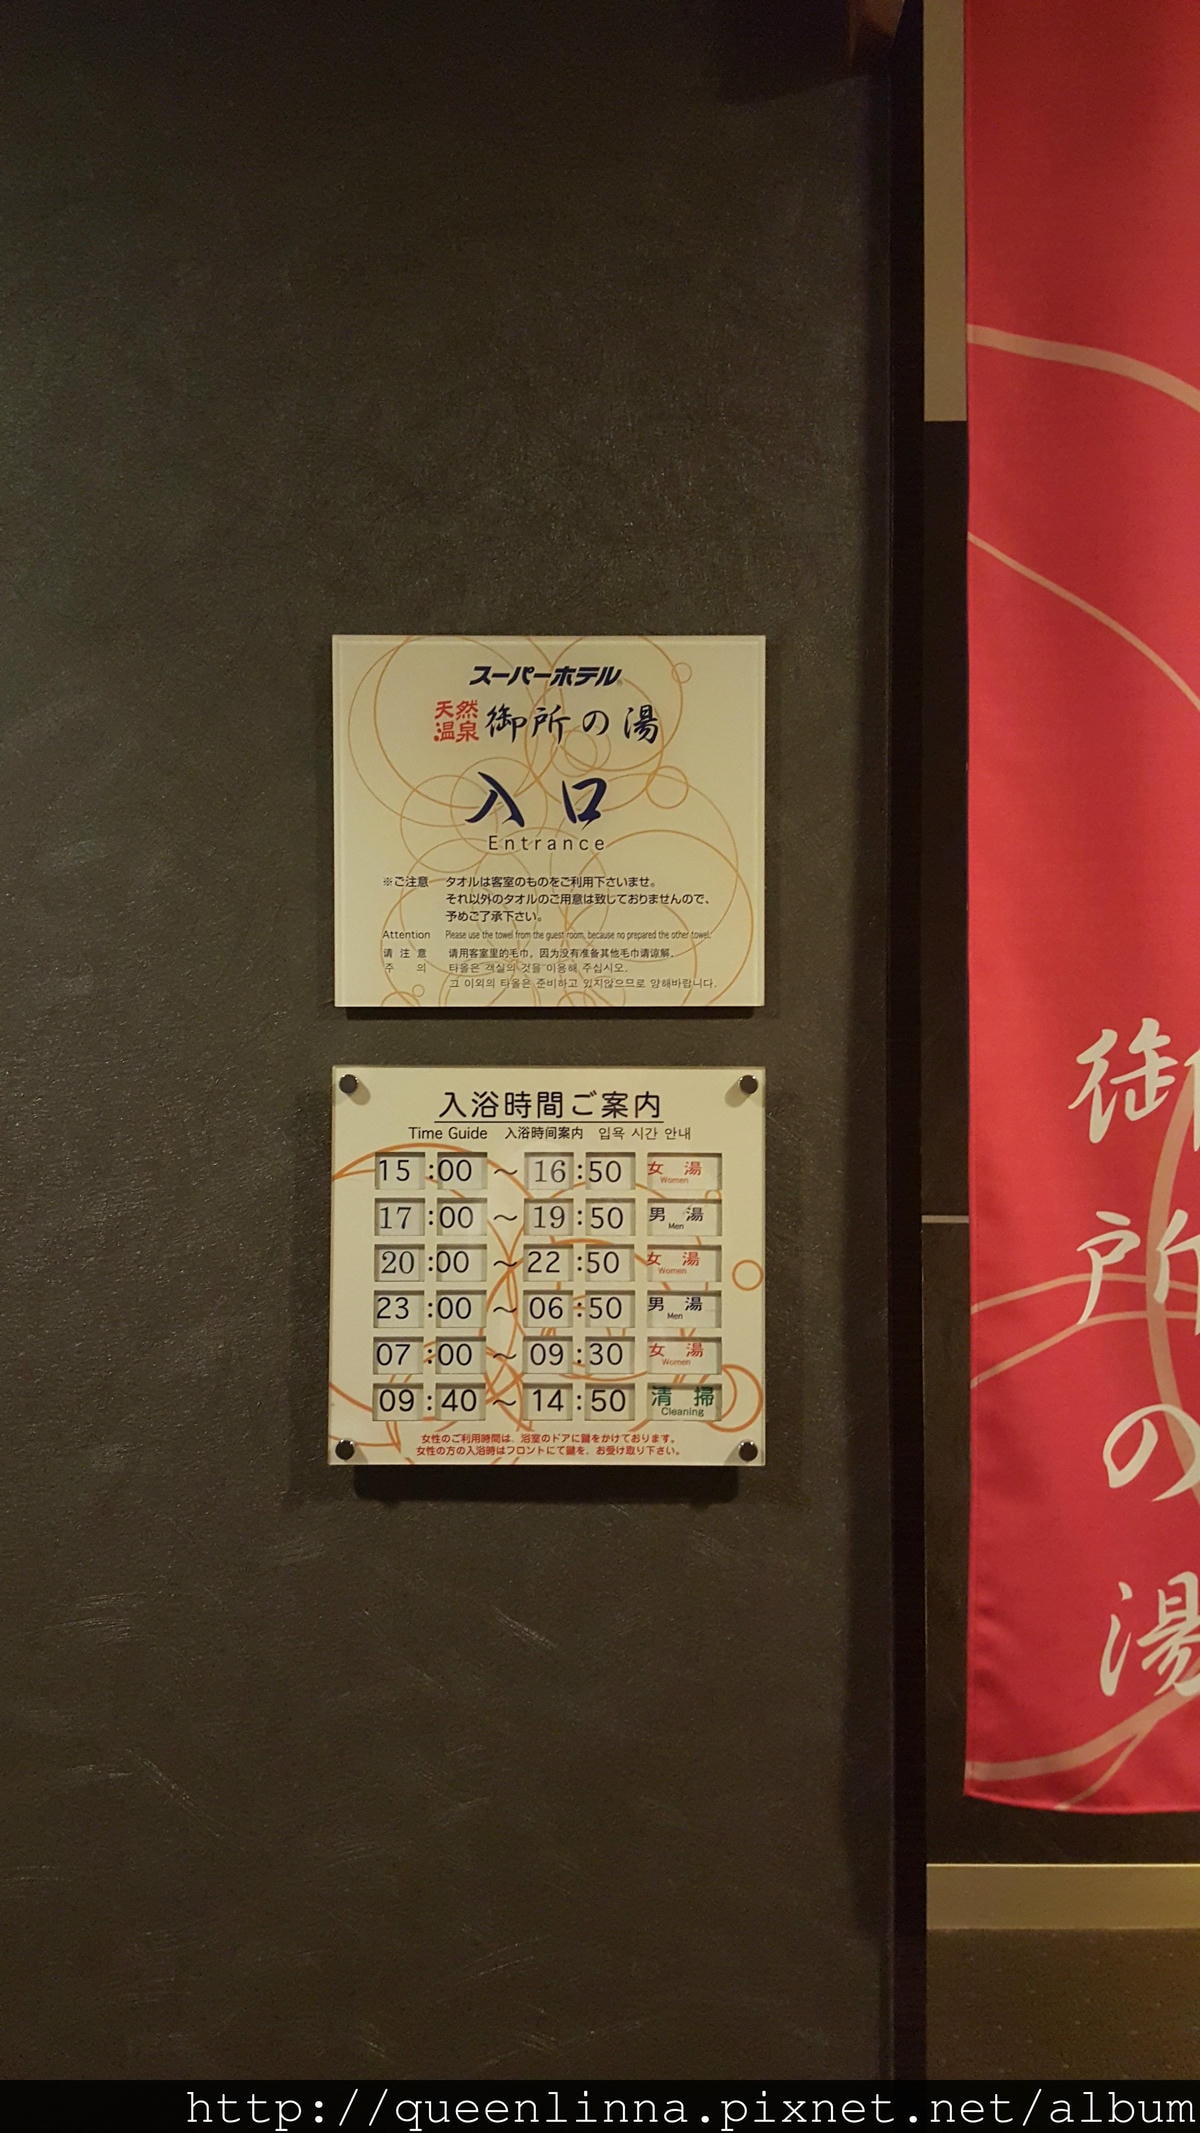 スーパーホテル
天然温泉 御所の湯
入口
Entrance
※ご注意 タオルは客室のものをご利用下さいませ。
それ以外のタオルのご用意は致しておりませんので、
予めご了承下さい。
Attention Please use the towel from the guest room, because no prepared the other towel.
请 注 意 请用客室里的毛巾。因为没有准备其他毛巾请谅解。
주 의 타올은 객실의 것을 이용해 주십시오.
그 이외의 타올은 준비하고 있지않으므로 양해바랍니다.
入浴時間ご案内
Time Guide 入浴時间案内 입욕 시간 안내
15:00～16:50 女湯 Women
17:00～19:50 男湯 Men
20:00～22:50 女湯 Women
23:00～06:50 男湯 Men
07:00～09:30 女湯 Women
09:40～14:50 清掃 Cleaning
女性のご利用時間は、浴室のドアに鍵をかけております。
女性の方の入浴時はフロントにて鍵を、お受け取り下さい。
御所の湯
http://queenlinna.pixnet.net/album